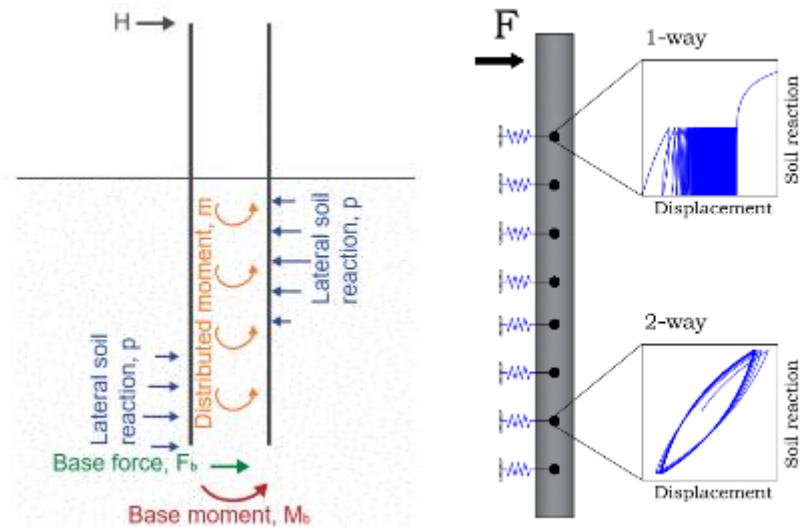 H
Distributed moment, m
Lateral soil
reaction, p
Lateral soil
reaction, p
Base force, Fb
Base moment, Mb
F
1-way
Soil reaction
Displacement
2-way
Soil reaction
Displacement